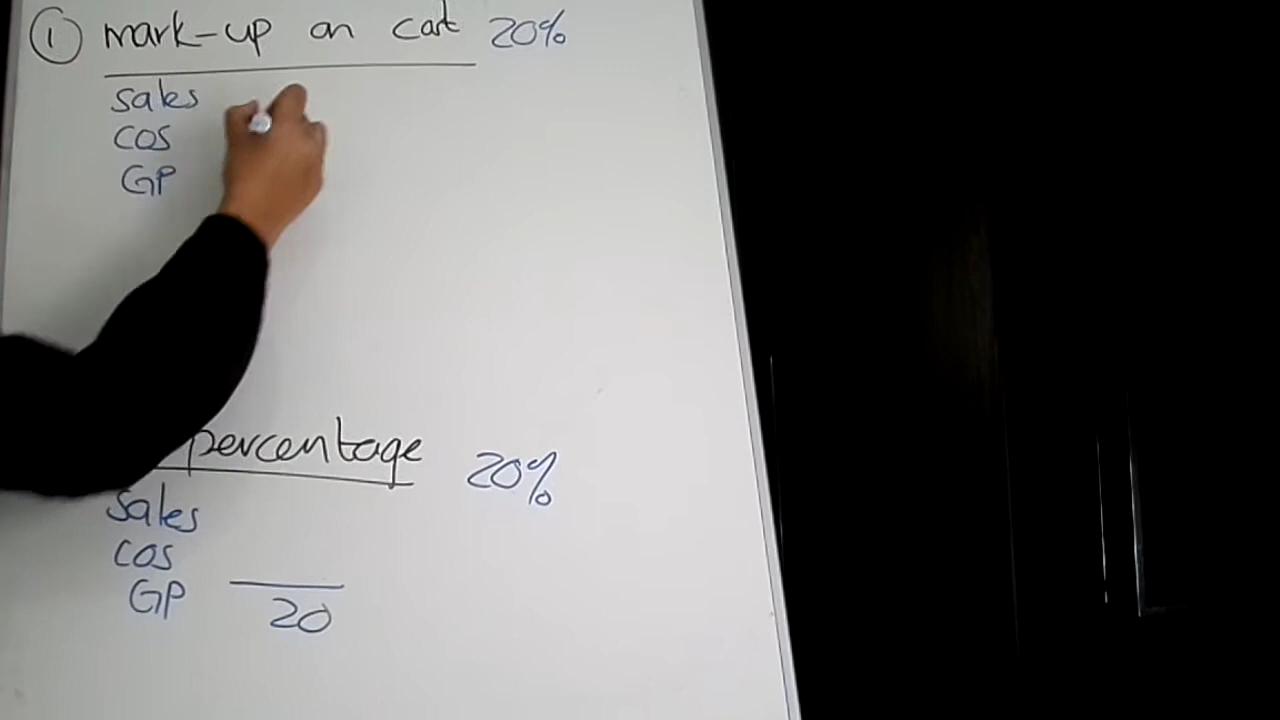 ① mark-up on cost 20%
Sales
COS
GP
percentage 20%
Sales
COS
GP 20